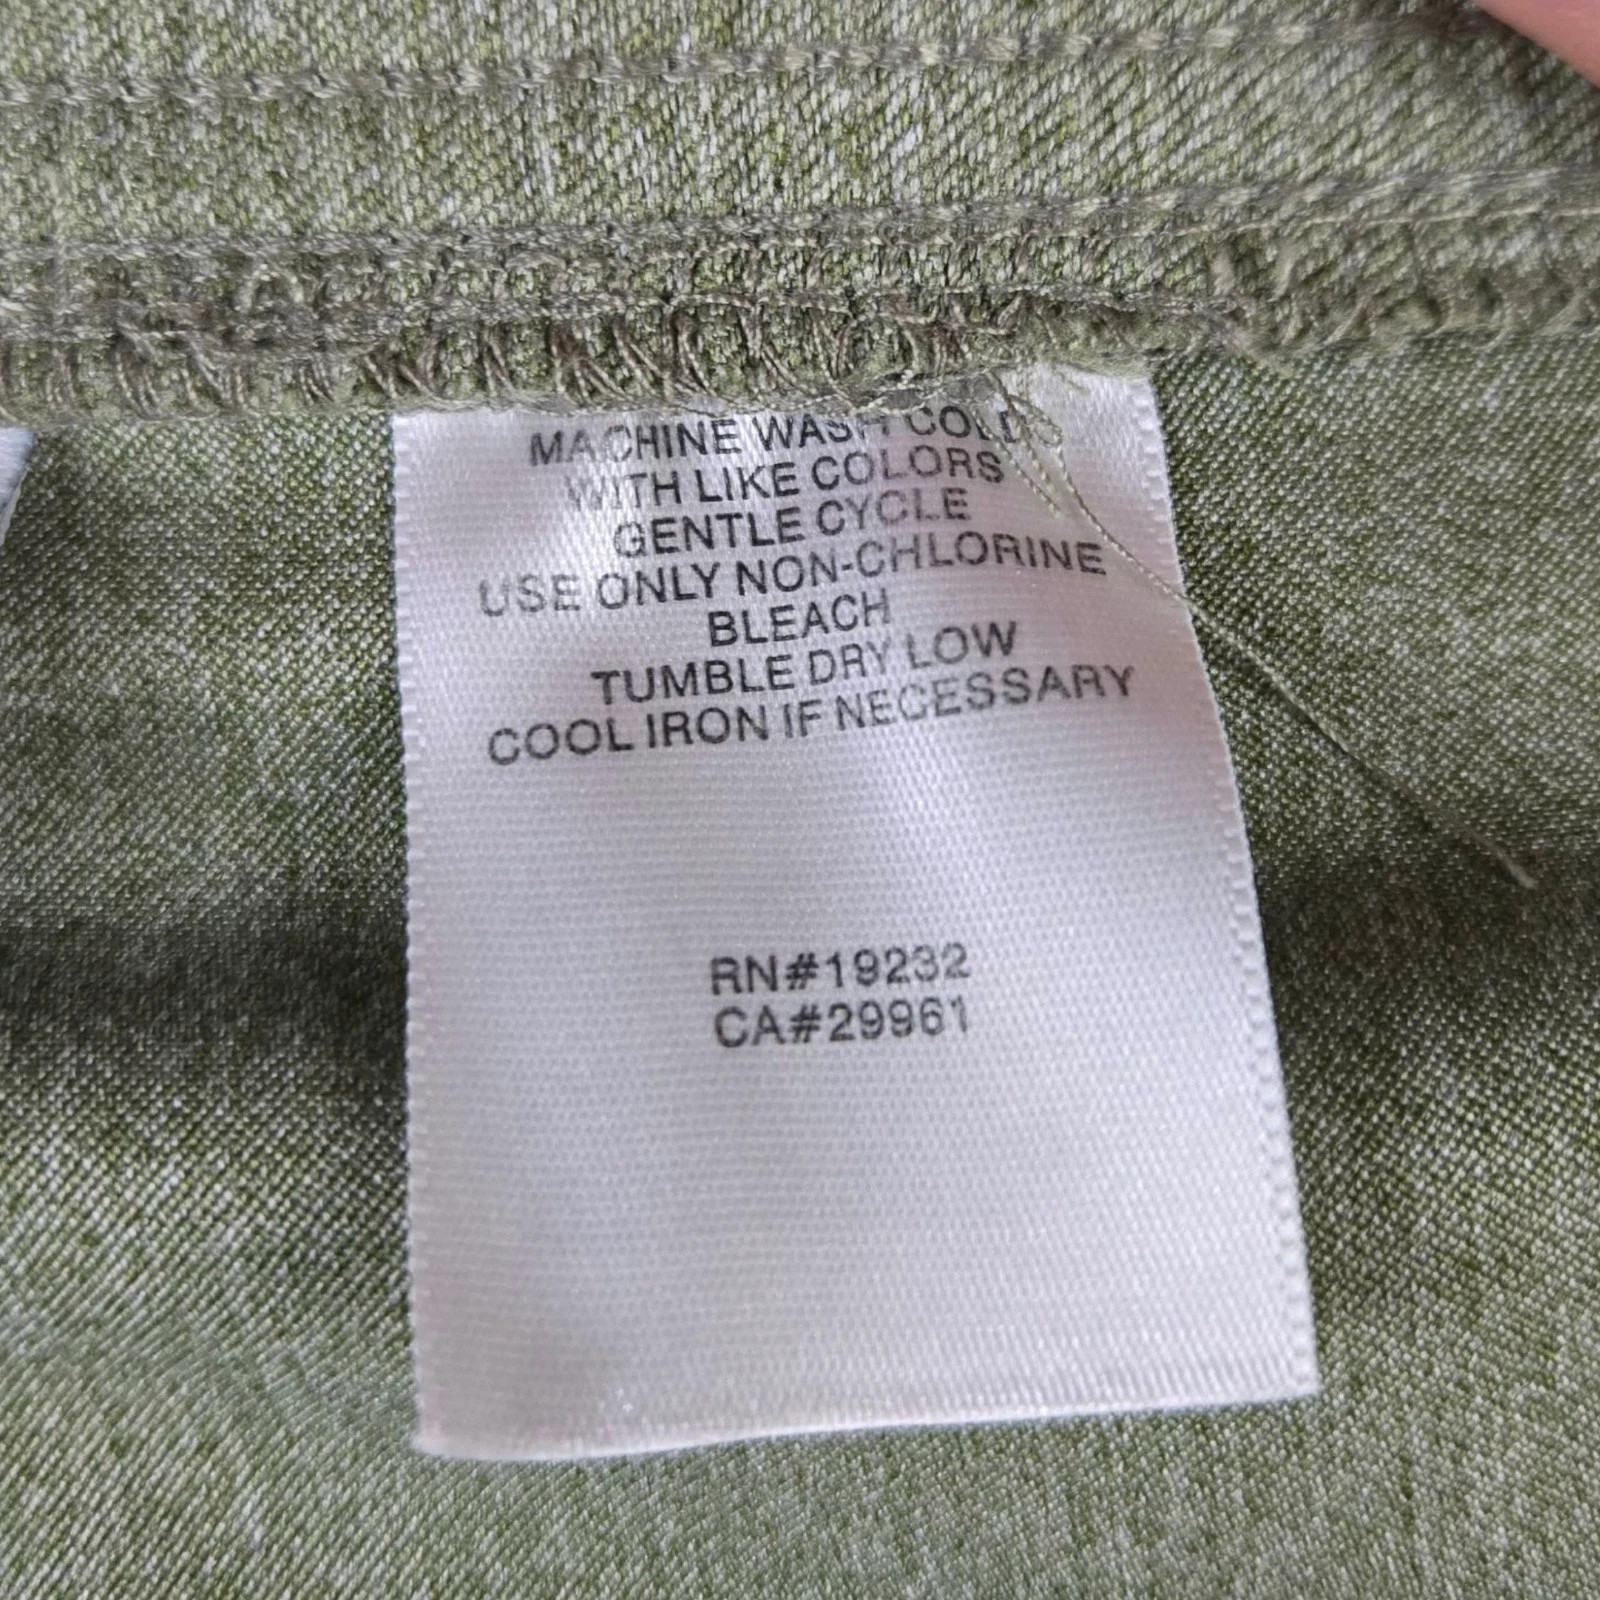 MACHINE WASH COLD
WITH LIKE COLORS
GENTLE CYCLE
USE ONLY NON-CHLORINE
BLEACH
TUMBLE DRY LOW
COOL IRON IF NECESSARY
RN#19232
CA#29961